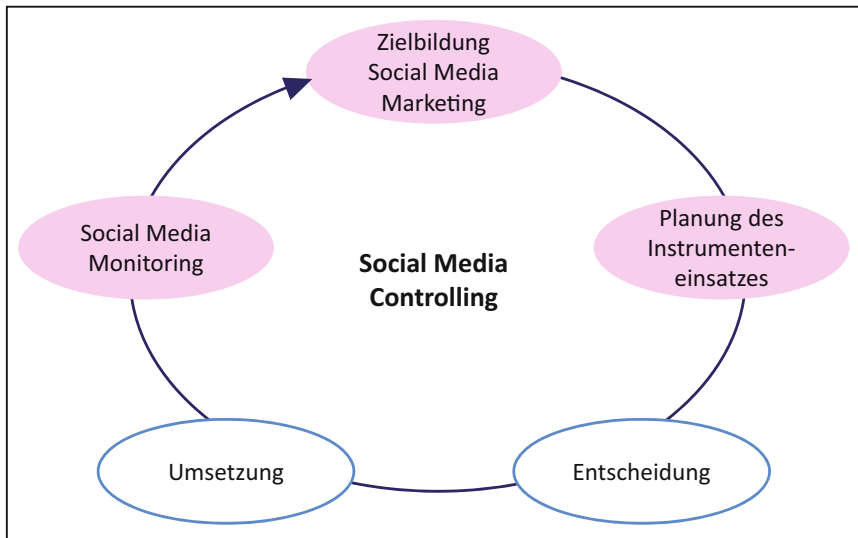 Zielbildung
Social Media
Marketing
Planung des
Instrumenten-
einsatzes
Entscheidung
Umsetzung
Social Media
Monitoring
Social Media
Controlling